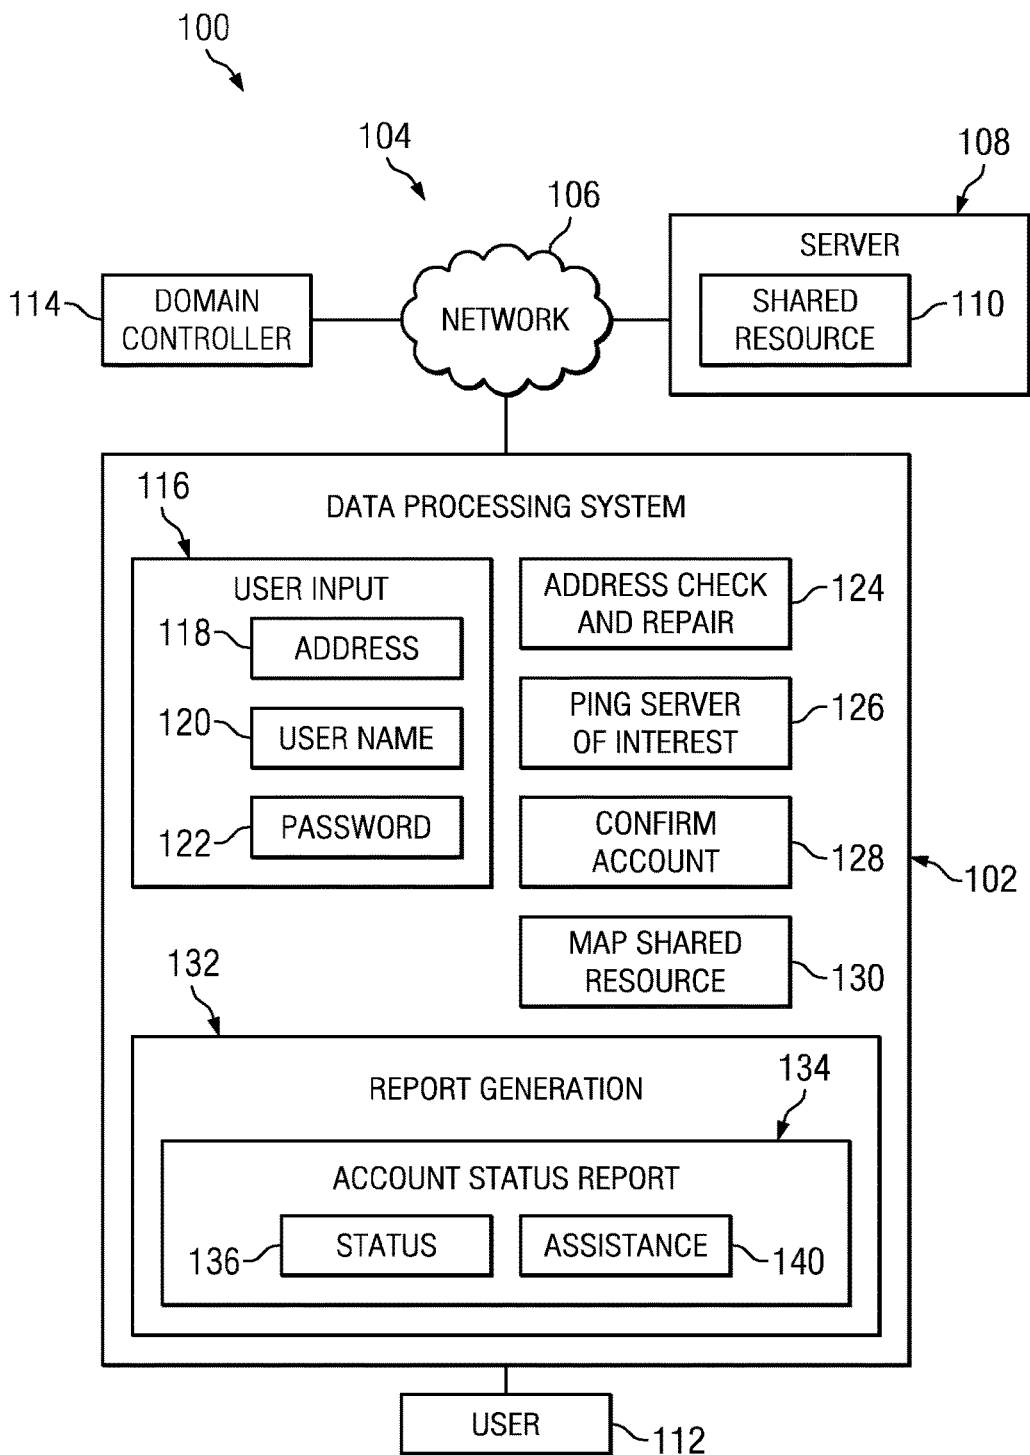 100
104
106
108
SERVER
114
DOMAIN
CONTROLLER
NETWORK
SHARED
RESOURCE
110
116
DATA PROCESSING SYSTEM
USER INPUT
118
ADDRESS
120
USER NAME
122
PASSWORD
ADDRESS CHECK
AND REPAIR
124
PING SERVER
OF INTEREST
126
CONFIRM
ACCOUNT
128
102
MAP SHARED
RESOURCE
130
132
REPORT GENERATION
134
ACCOUNT STATUS REPORT
136
STATUS
ASSISTANCE
140
USER
112